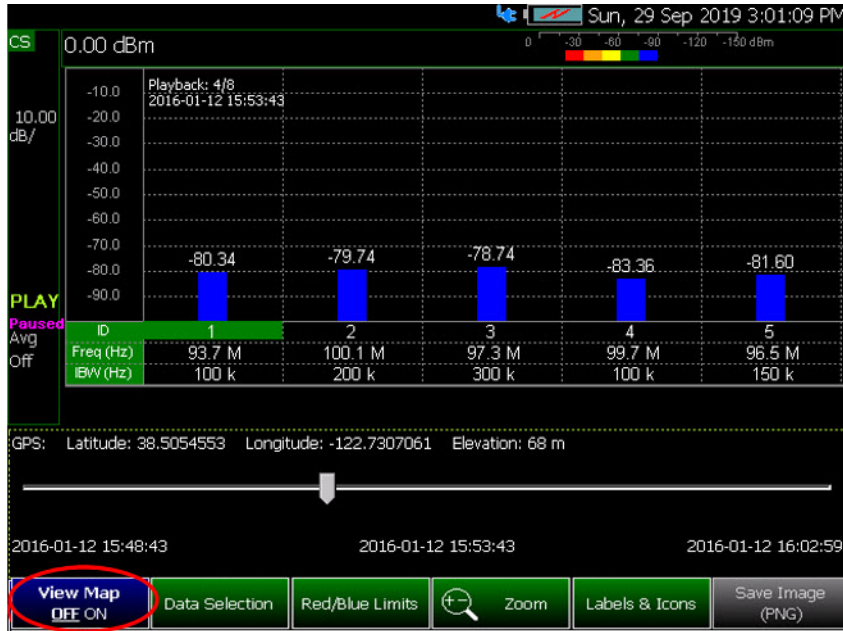 Sun, 29 Sep 2019 3:01:09 PM
CS
0.00 dBm
0 -30 -60 -90 -120 -150 dBm
10.00
dB/
-10.0
-20.0
-30.0
-40.0
-50.0
-60.0
-70.0
-80.0
-90.0
Playback: 4/8
2016-01-12 15:53:43
-80.34 -79.74 -78.74 -83.36 -81.60
PLAY
Paused
Avg
Off
ID 1 2 3 4 5
Freq (Hz) 93.7 M 100.1 M 97.3 M 99.7 M 96.5 M
IBW (Hz) 100 k 200 k 300 k 100 k 150 k
GPS: Latitude: 38.5054553 Longitude: -122.7307061 Elevation: 68 m
2016-01-12 15:48:43 2016-01-12 15:53:43 2016-01-12 16:02:59
View Map
OFF ON
Data Selection
Red/Blue Limits
Zoom
Labels & Icons
Save Image
(PNG)